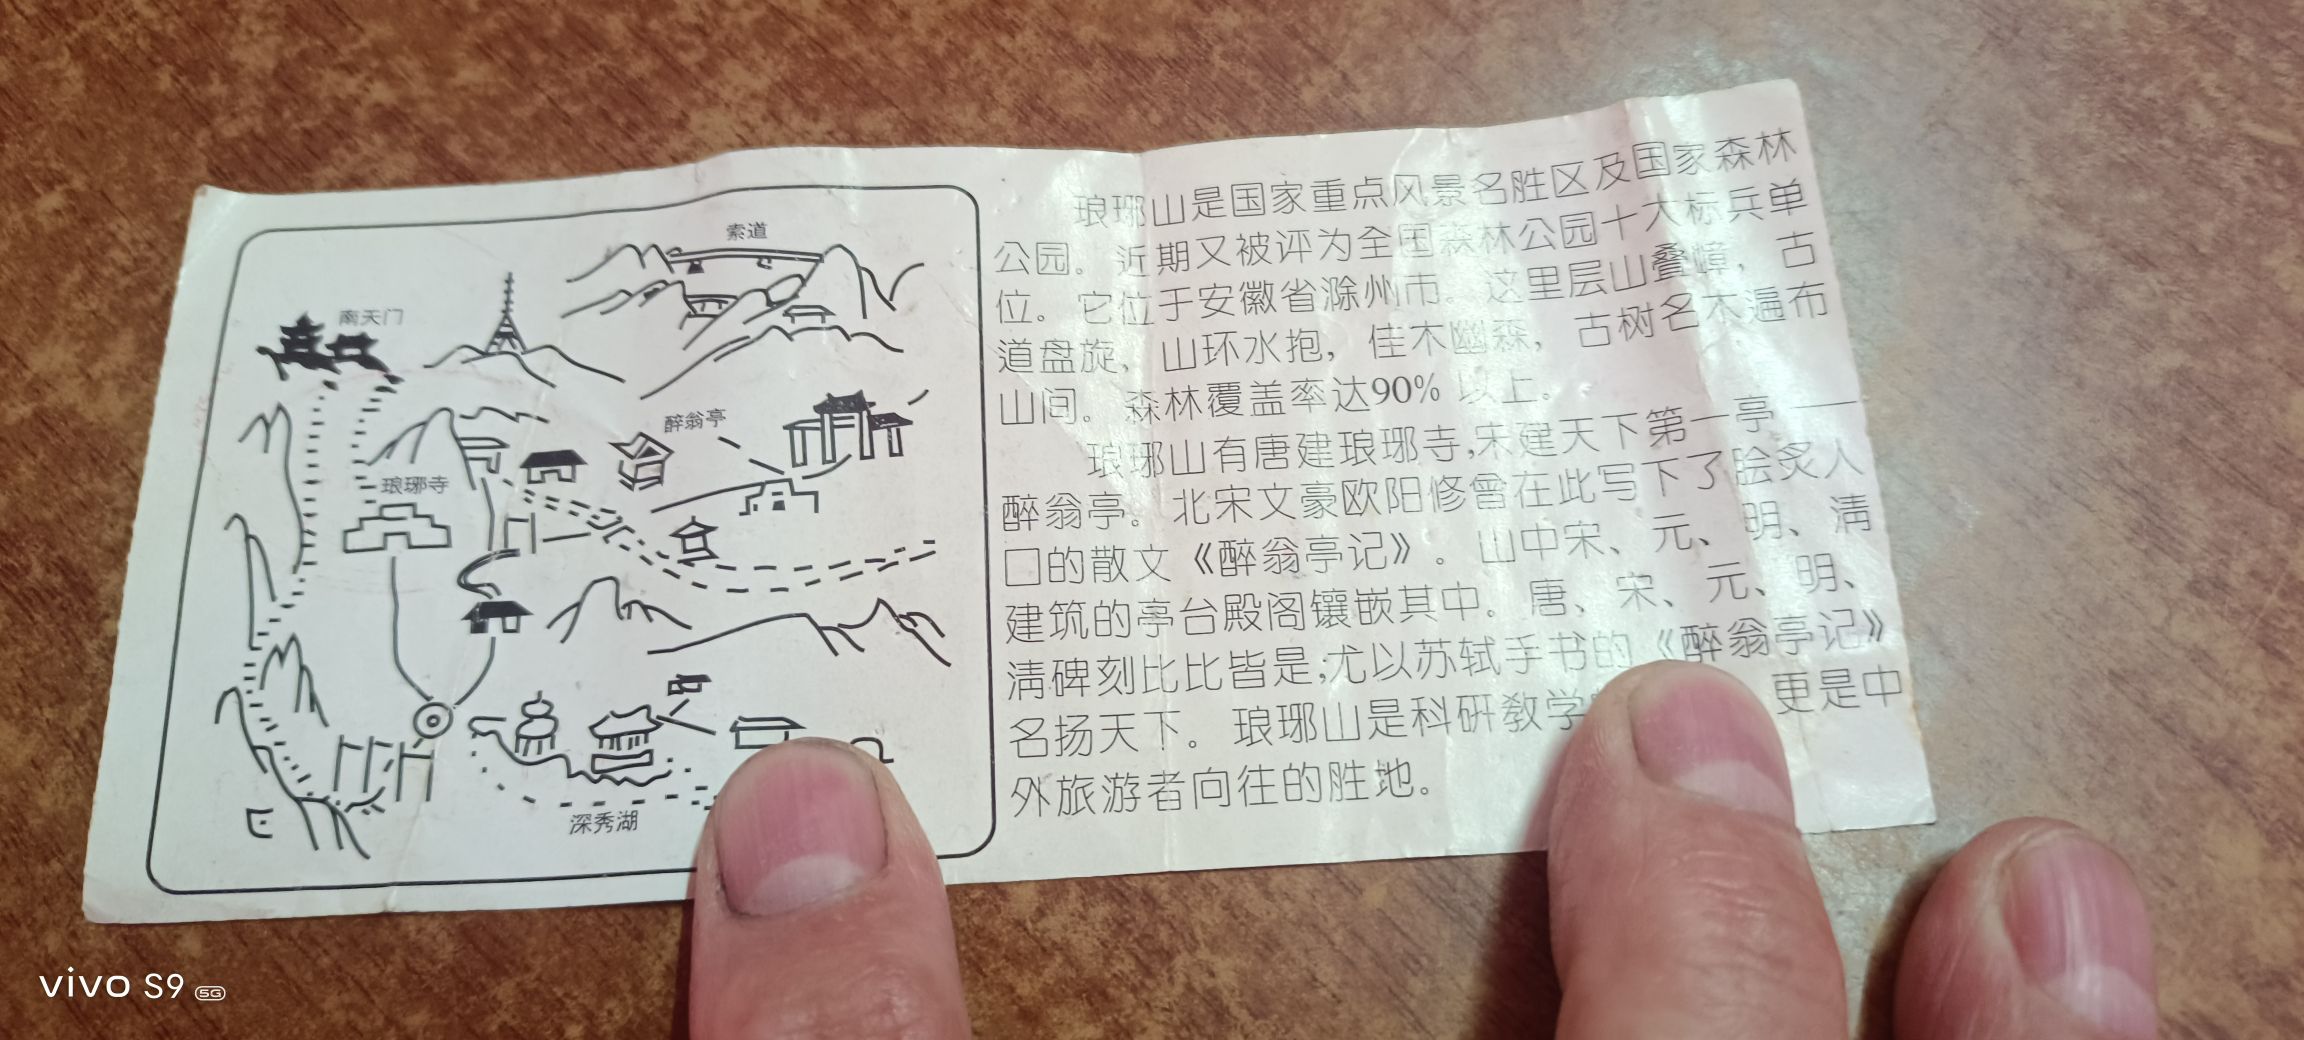 索道
南天门
醉翁亭
琅琊寺
深秀湖
琅琊山是国家重点风景名胜区及国家森林
公园。近期又被评为全国森林公园十大标兵单
位。它位于安徽省滁州市。这里层山叠嶂，古
道盘旋，山环水抱，佳木幽森，古树名木遍布
山间。森林覆盖率达90%以上。
琅琊山有唐建琅琊寺,宋建天下第一亭——
醉翁亭。北宋文豪欧阳修曾在此写下了脍炙人
口的散文《醉翁亭记》。山中宋、元、明、清
建筑的亭台殿阁镶嵌其中。唐、宋、元、明、
清碑刻比比皆是;尤以苏轼手书的《醉翁亭记》
名扬天下。琅琊山是科研教学 更是中
外旅游者向往的胜地。
vivo S9 5G